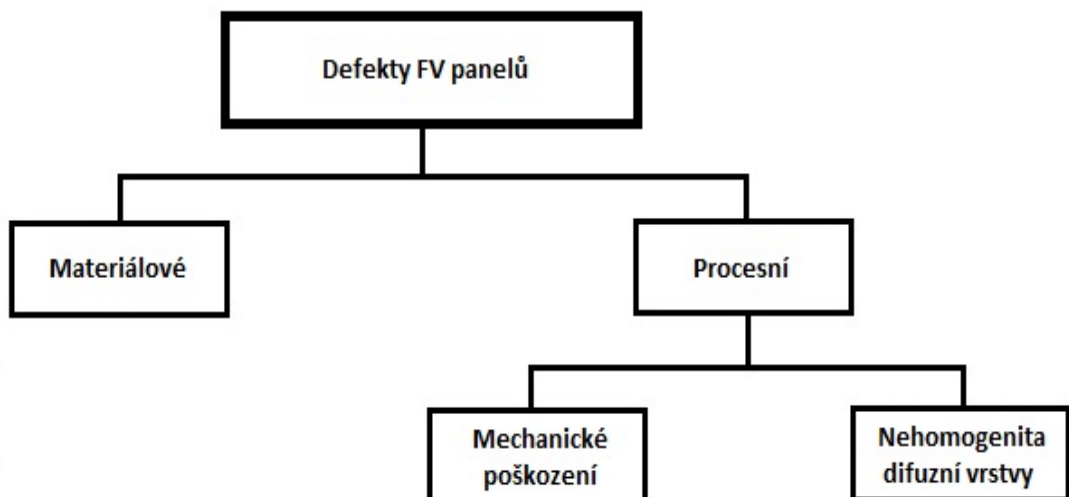 Defekty FV panelů
Materiálové
Procesní
Mechanické
poškození
Nehomogenita
difuzní vrstvy